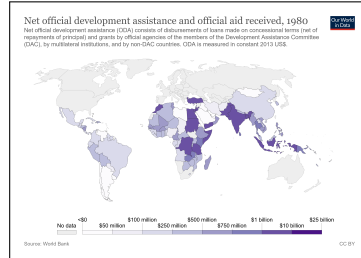 Net official development assistance and official aid received, 1980
Our World
in Data
Net official development assistance (ODA) consists of disbursements of loans made on concessional terms (net of
repayments of principal) and grants by official agencies of the members of the Development Assistance Committee
(DAC), by multilateral institutions, and by non-DAC countries. ODA is measured in constant 2013 US$.
<$0 $100 million $500 million $1 billion $25 billion
No data $50 million $250 million $750 million $10 billion
Source: World Bank CC BY